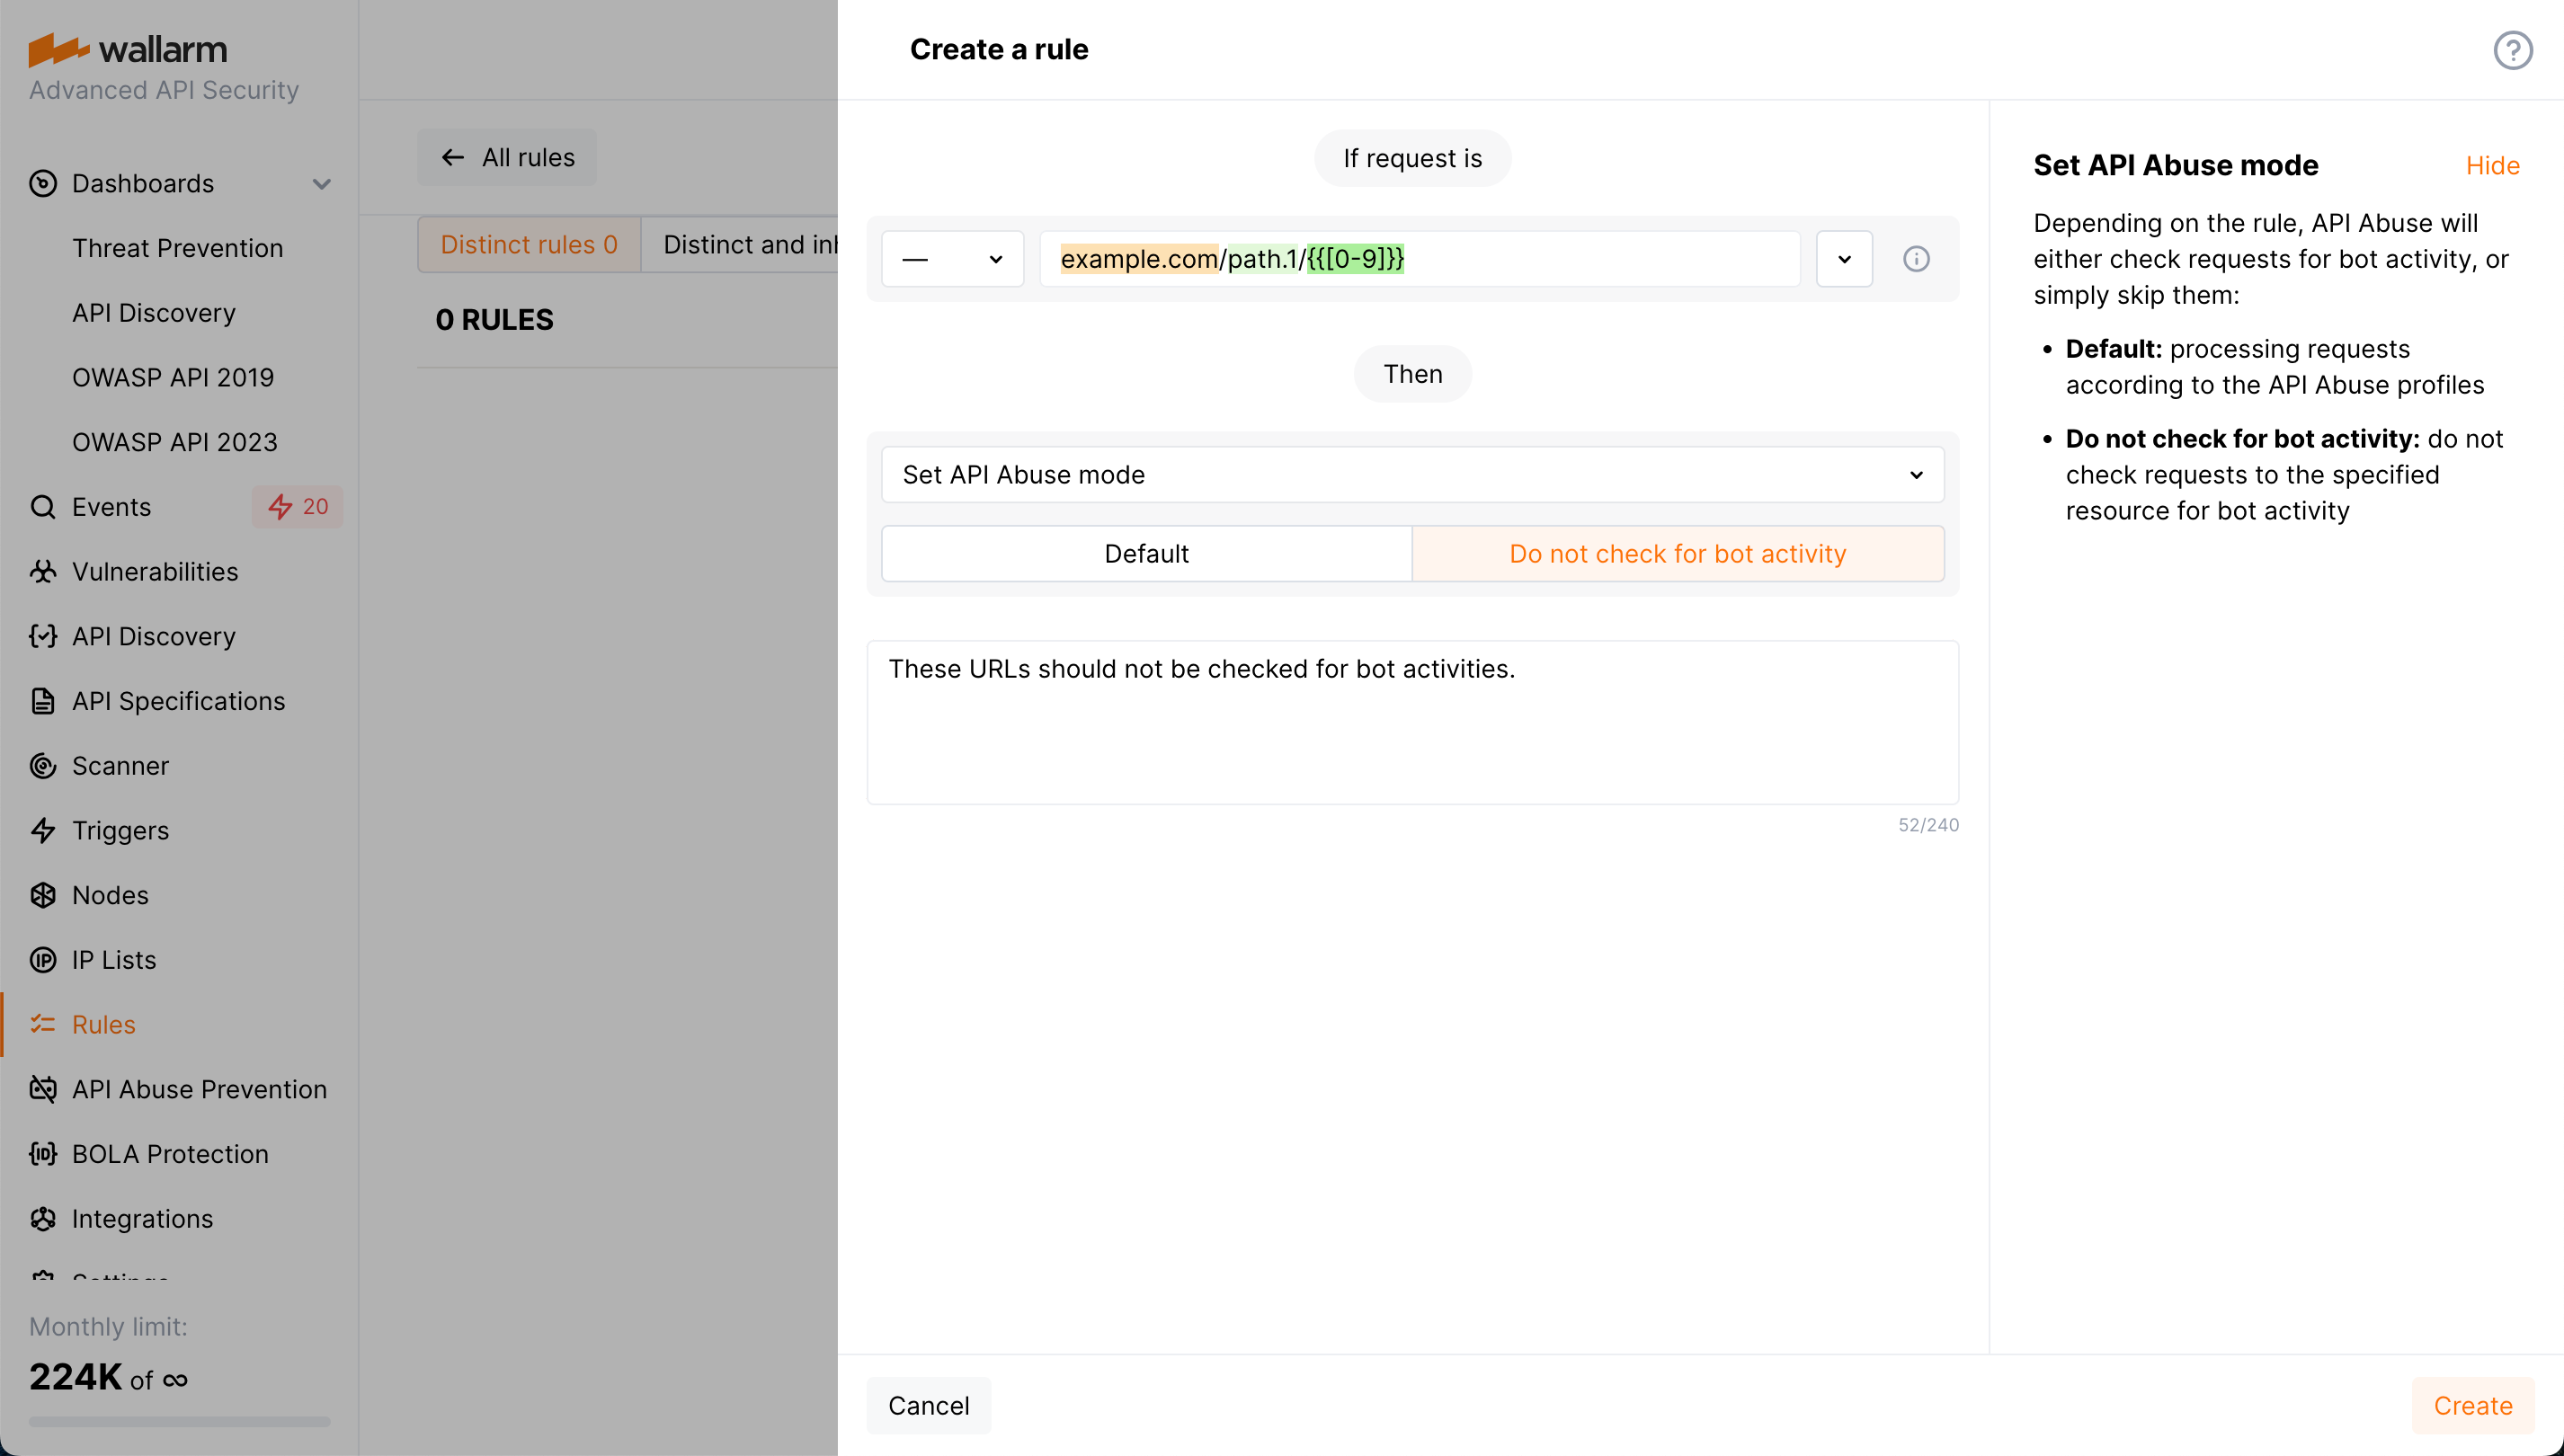 wallarm
Advanced API Security
Dashboards
Threat Prevention
API Discovery
OWASP API 2019
OWASP API 2023
Events 20
Vulnerabilities
API Discovery
API Specifications
Scanner
Triggers
Nodes
IP Lists
Rules
API Abuse Prevention
BOLA Protection
Integrations
Monthly limit:
224K of ∞
All rules
Distinct rules 0
Distinct and inh
0 RULES
Create a rule
If request is
— example.com/path.1/{{[0-9]}}
Then
Set API Abuse mode
Default
Do not check for bot activity
These URLs should not be checked for bot activities.
52/240
Cancel
Create
Set API Abuse mode
Hide
Depending on the rule, API Abuse will
either check requests for bot activity, or
simply skip them:
• Default: processing requests
according to the API Abuse profiles
• Do not check for bot activity: do not
check requests to the specified
resource for bot activity